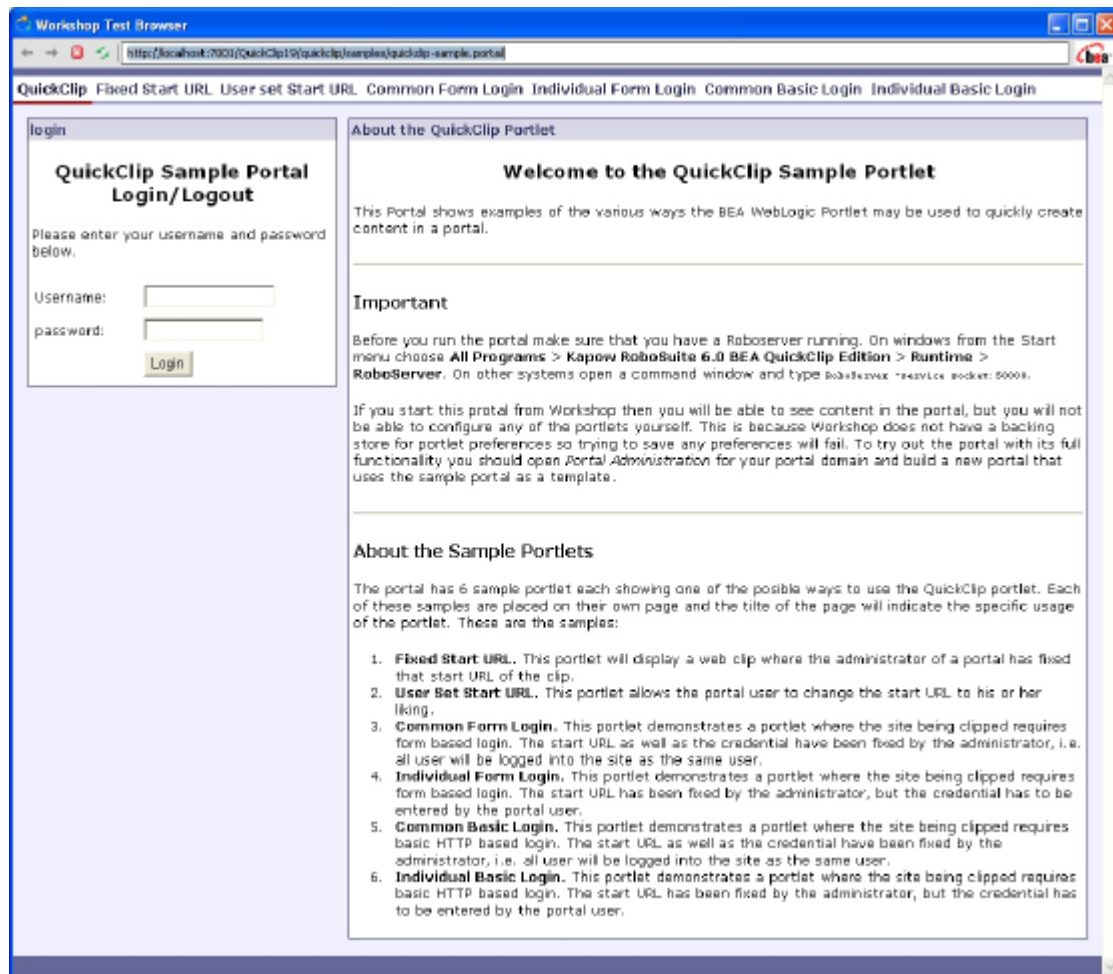 Workshop Test Browser
http://localhost:7001/QuickClip19/quickclip/samples/quickclip-sample.portal
bea
QuickClip Fixed Start URL User set Start URL Common Form Login Individual Form Login Common Basic Login Individual Basic Login
login
QuickClip Sample Portal
Login/Logout
Please enter your username and password
below.
Username:
password:
Login
About the QuickClip Portlet
Welcome to the QuickClip Sample Portlet
This Portal shows examples of the various ways the BEA WebLogic Portlet may be used to quickly create
content in a portal.
Important
Before you run the portal make sure that you have a Roboserver running. On windows from the Start
menu choose All Programs > Kapow RoboSuite 6.0 BEA QuickClip Edition > Runtime >
RoboServer. On other systems open a command window and type RoboServer -service socket:50000.
If you start this protal from Workshop then you will be able to see content in the portal, but you will not
be able to configure any of the portlets yourself. This is because Workshop does not have a backing
store for portlet preferences so trying to save any preferences will fail. To try out the portal with its full
functionality you should open Portal Administration for your portal domain and build a new portal that
uses the sample portal as a template.
About the Sample Portlets
The portal has 6 sample portlet each showing one of the posible ways to use the QuickClip portlet. Each
of these samples are placed on their own page and the tilte of the page will indicate the specific usage
of the portlet. These are the samples:
1. Fixed Start URL. This portlet will display a web clip where the administrator of a portal has fixed
that start URL of the clip.
2. User Set Start URL. This portlet allows the portal user to change the start URL to his or her
liking.
3. Common Form Login. This portlet demonstrates a portlet where the site being clipped requires
form based login. The start URL as well as the credential have been fixed by the administrator, i.e.
all user will be logged into the site as the same user.
4. Individual Form Login. This portlet demonstrates a portlet where the site being clipped requires
form based login. The start URL has been fixed by the administrator, but the credential has to be
entered by the portal user.
5. Common Basic Login. This portlet demonstrates a portlet where the site being clipped requires
basic HTTP based login. The start URL as well as the credential have been fixed by the
administrator, i.e. all user will be logged into the site as the same user.
6. Individual Basic Login. This portlet demonstrates a portlet where the site being clipped requires
basic HTTP based login. The start URL has been fixed by the administrator, but the credential has
to be entered by the portal user.